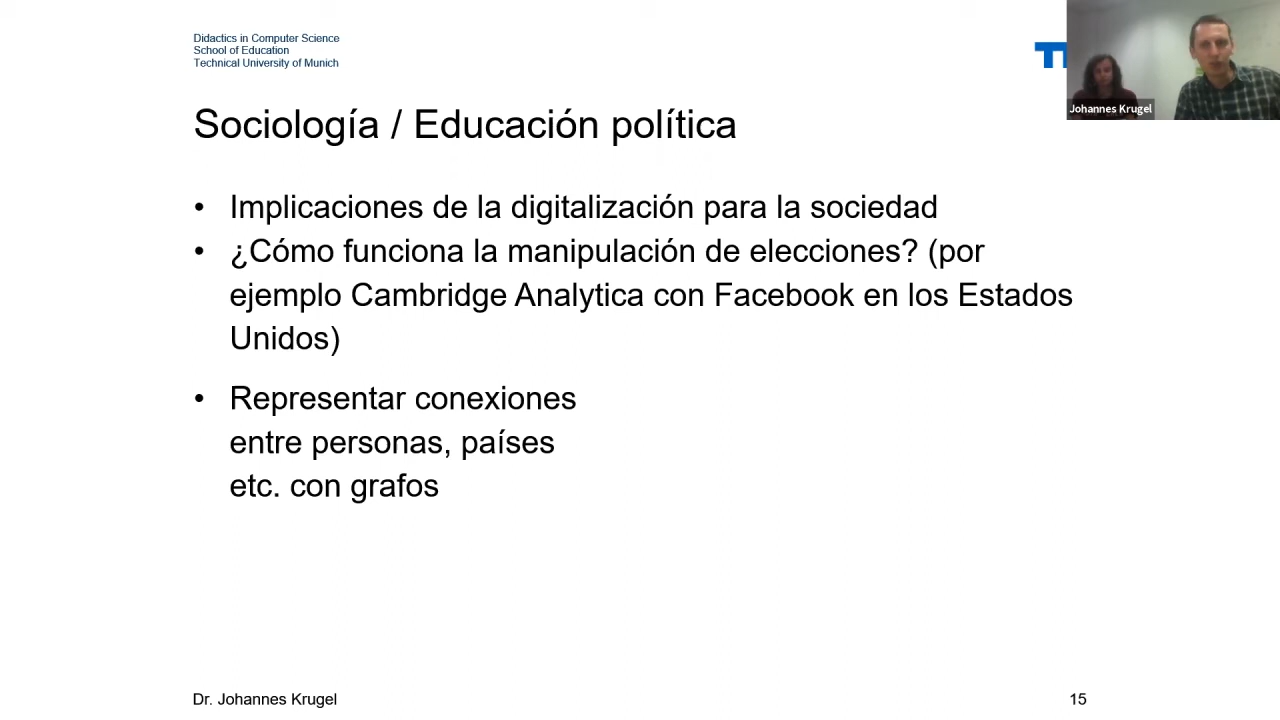 Didactics in Computer Science
School of Education
Technical University of Munich
Johannes Krugel
Sociología / Educación política
• Implicaciones de la digitalización para la sociedad
• ¿Cómo funciona la manipulación de elecciones? (por
ejemplo Cambridge Analytica con Facebook en los Estados
Unidos)
• Representar conexiones
entre personas, países
etc. con grafos
Dr. Johannes Krugel
15